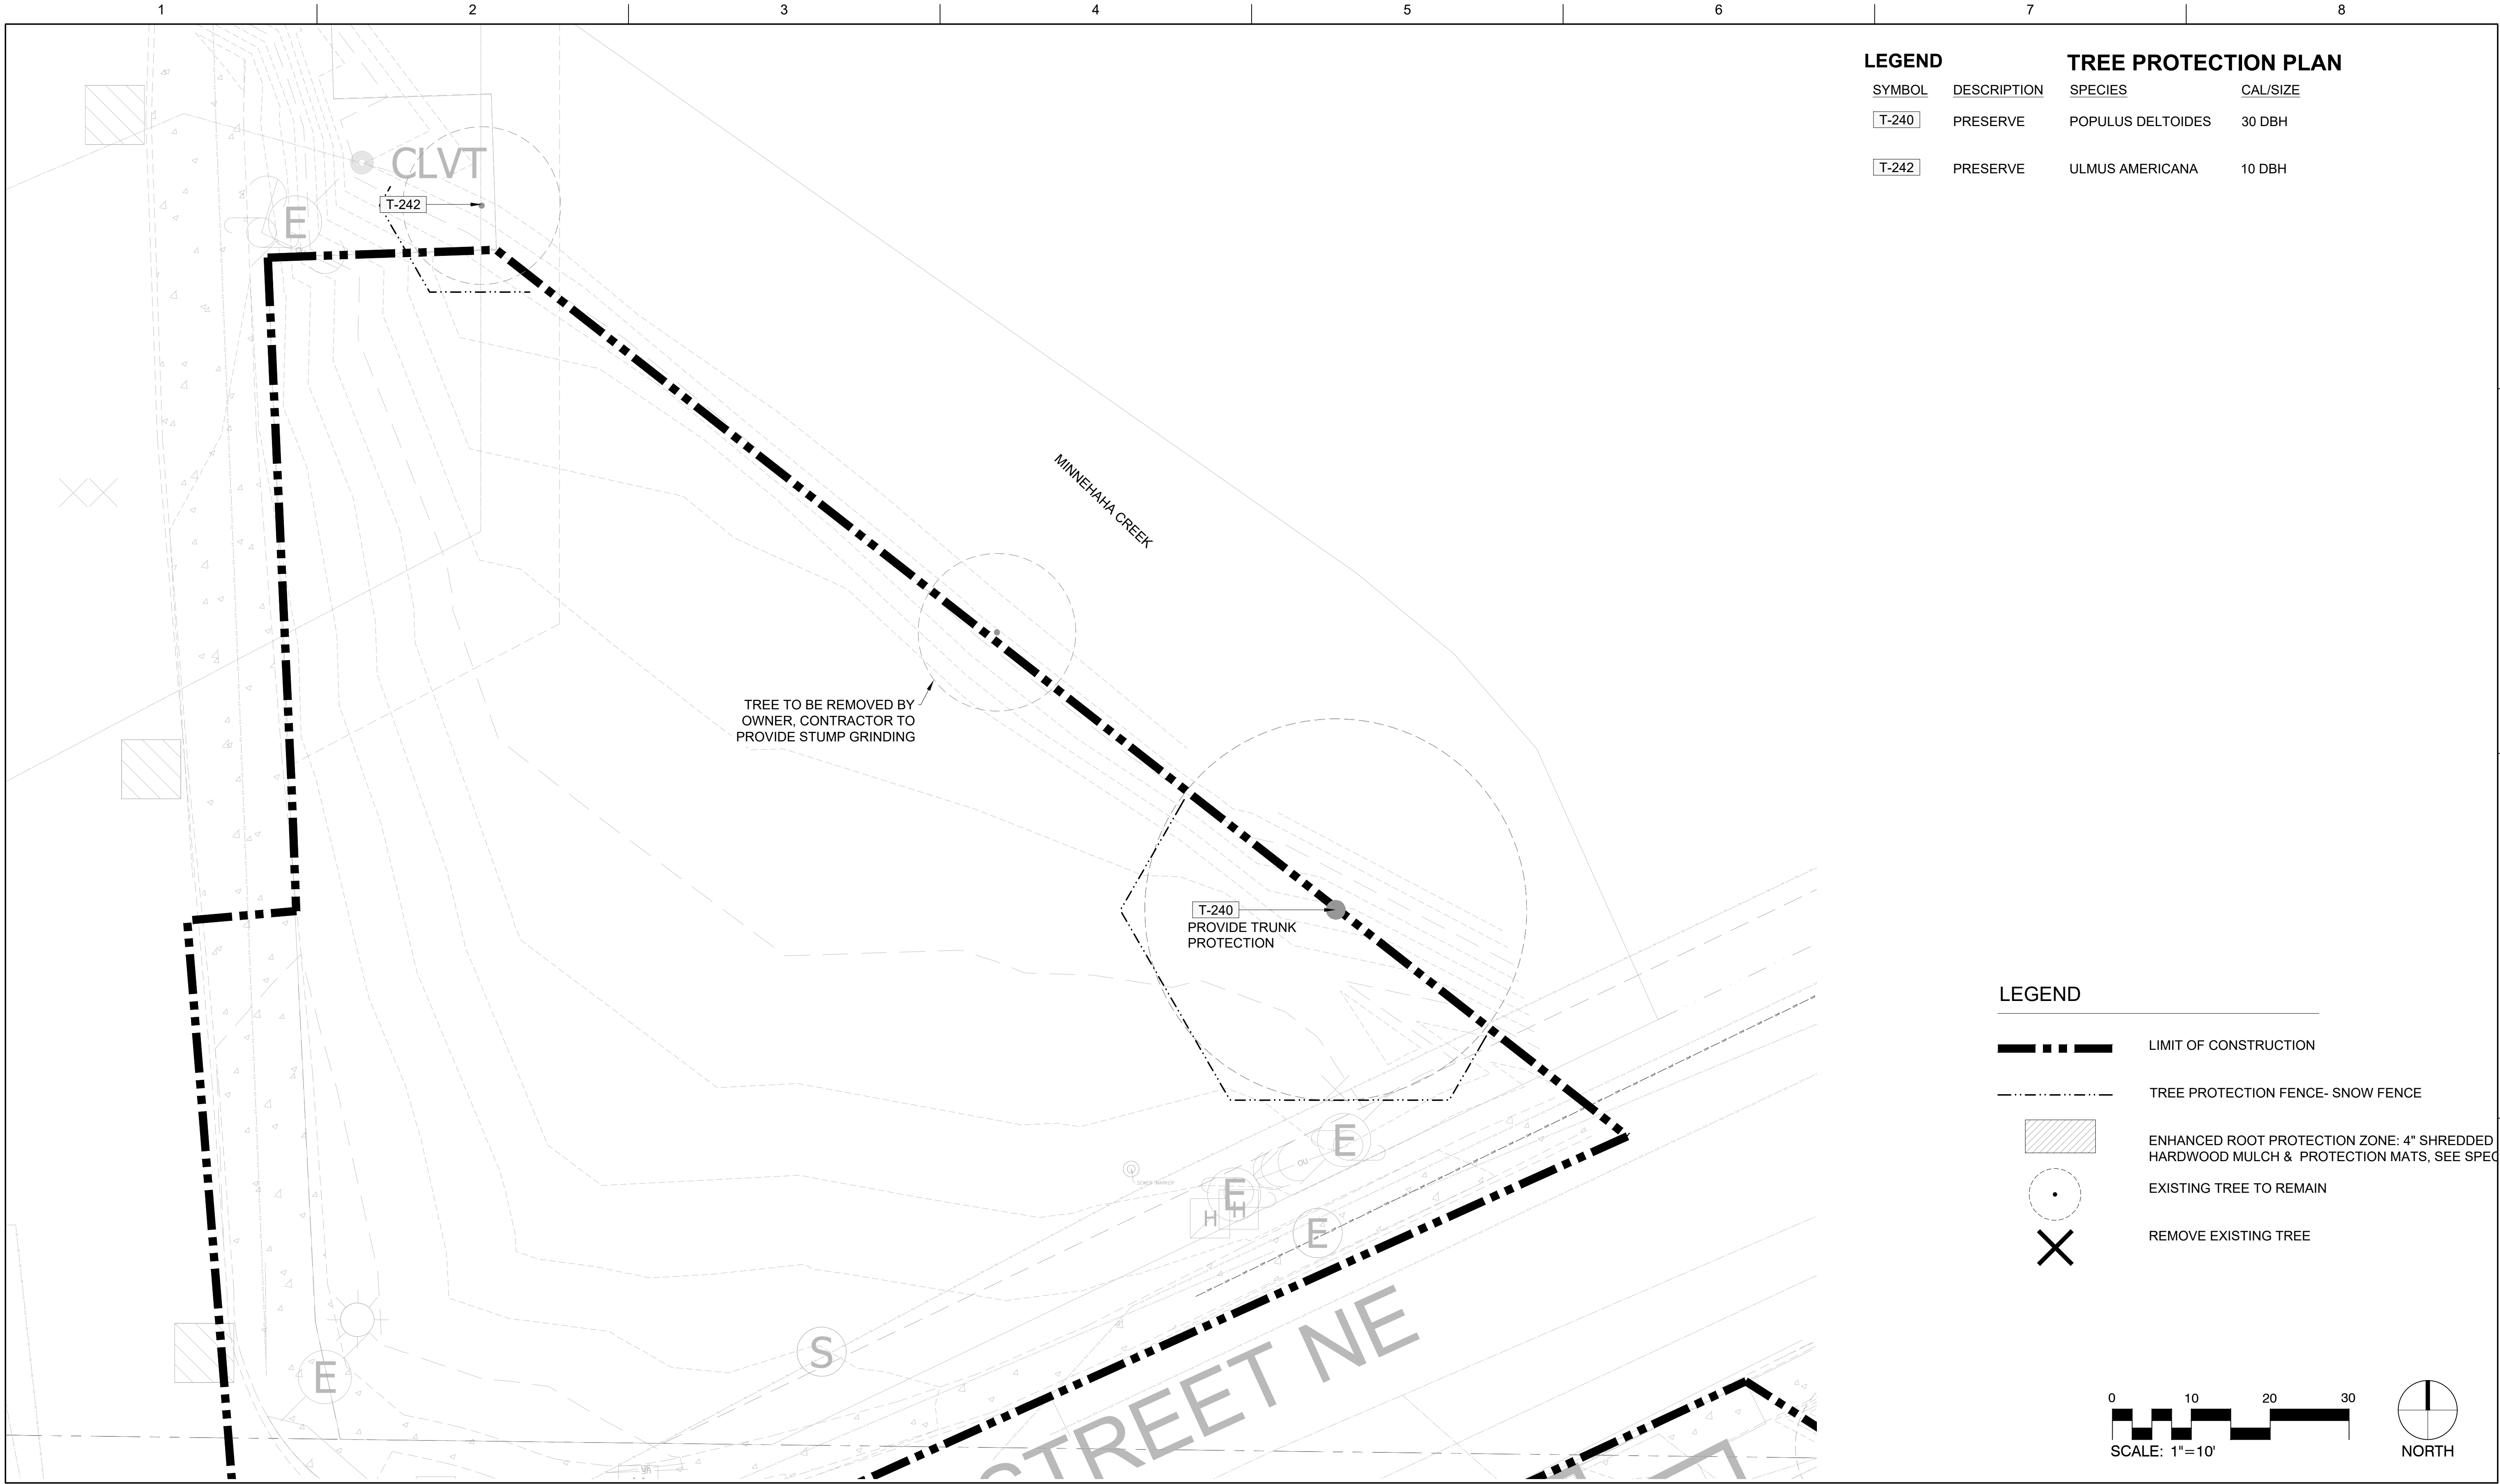 1 2 3 4 5 6 7 8
LEGEND
TREE PROTECTION PLAN
SYMBOL DESCRIPTION SPECIES CAL/SIZE
T-240 PRESERVE POPULUS DELTOIDES 30 DBH
T-242 PRESERVE ULMUS AMERICANA 10 DBH
CLVT
T-242
E
MINNEHAHA CREEK
TREE TO BE REMOVED BY
OWNER, CONTRACTOR TO
PROVIDE STUMP GRINDING
T-240
PROVIDE TRUNK
PROTECTION
E
OU
SEWER MARKER
E
H
H
E
S
E
STREET NE
LEGEND
LIMIT OF CONSTRUCTION
TREE PROTECTION FENCE- SNOW FENCE
ENHANCED ROOT PROTECTION ZONE: 4" SHREDDED
HARDWOOD MULCH & PROTECTION MATS, SEE SPEC
EXISTING TREE TO REMAIN
REMOVE EXISTING TREE
0 10 20 30
SCALE: 1"=10'
NORTH